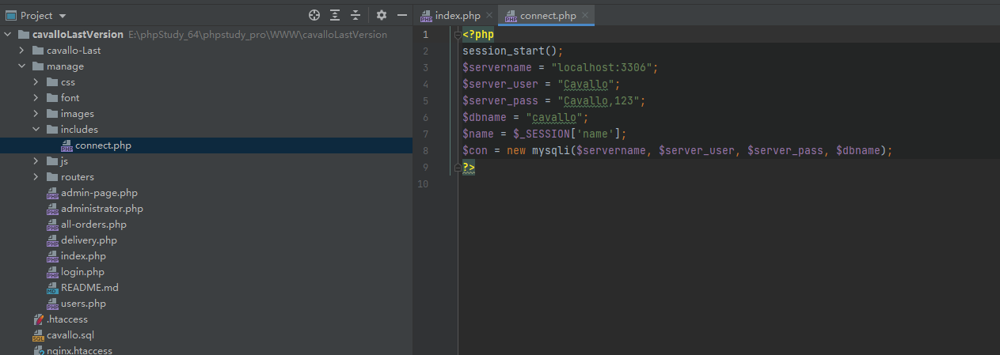 Project
cavalloLastVersion E:\phpStudy_64\phpstudy_pro\WWW\cavalloLastVersion
cavallo-Last
manage
css
font
images
includes
connect.php
js
routers
admin-page.php
administrator.php
all-orders.php
delivery.php
index.php
login.php
README.md
users.php
.htaccess
cavallo.sql
nginx.htaccess
index.php connect.php
1 <?php
2 session_start();
3 $servername = "localhost:3306";
4 $server_user = "Cavallo";
5 $server_pass = "Cavallo,123";
6 $dbname = "cavallo";
7 $name = $_SESSION['name'];
8 $con = new mysqli($servername, $server_user, $server_pass, $dbname);
9 ?>
10